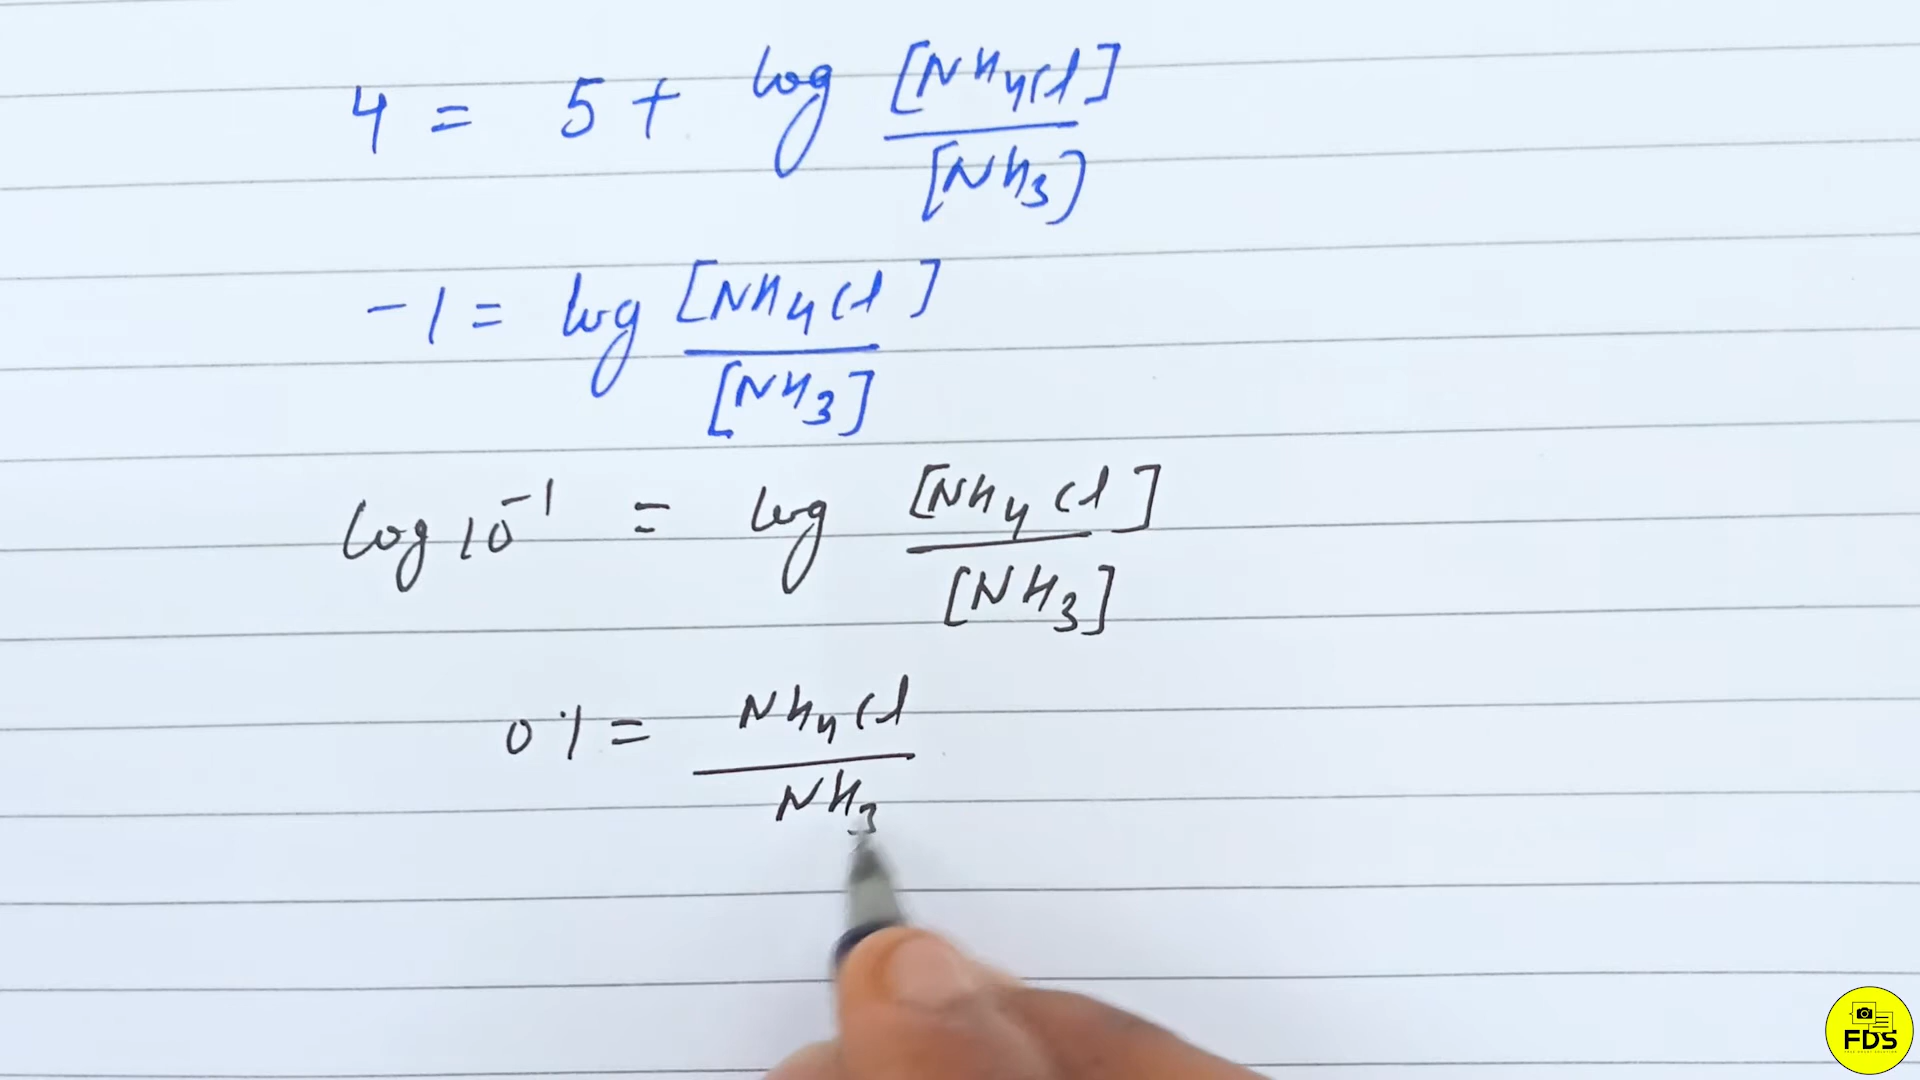 4 = 5 + log [NH4Cl] / [NH3]
-1 = log [NH4Cl] / [NH3]
log 10^-1 = log [NH4Cl] / [NH3]
0.1 = NH4Cl / NH3
FDS